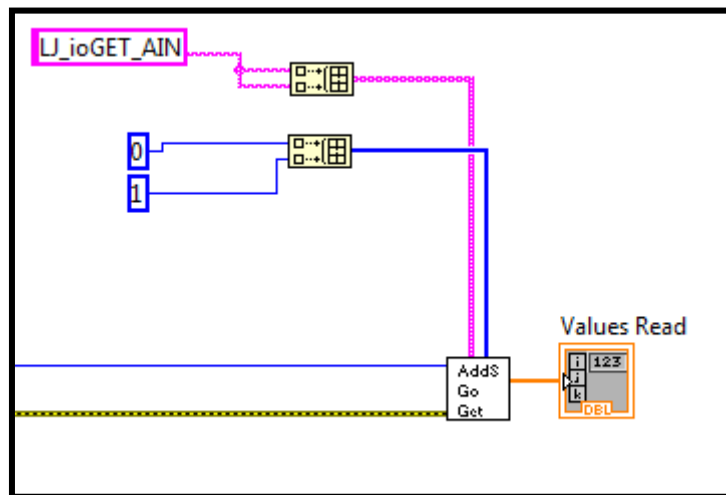 LJ_ioGET_AIN
0
1
Values Read
AddS
Go
Get
i
123
j
k
DBL